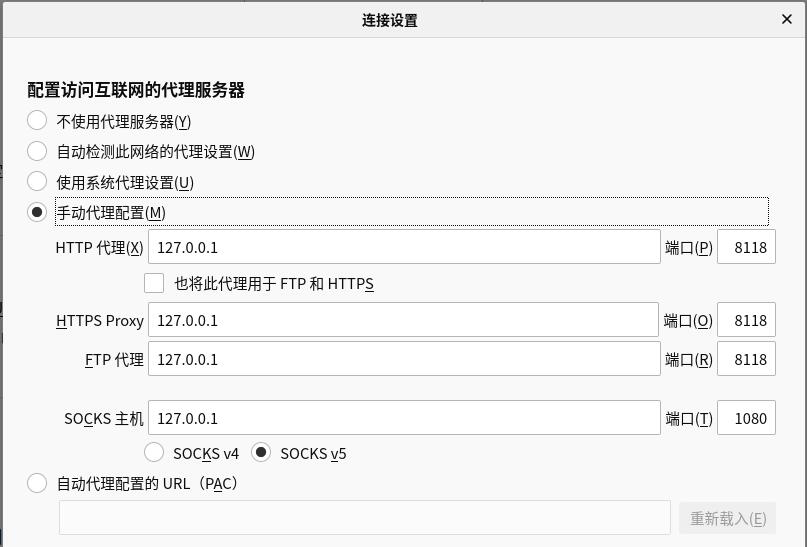 连接设置 ×
配置访问互联网的代理服务器
不使用代理服务器(Y)
自动检测此网络的代理设置(W)
使用系统代理设置(U)
手动代理配置(M)
HTTP 代理(X) 127.0.0.1 端口(P) 8118
也将此代理用于 FTP 和 HTTPS
HTTPS Proxy 127.0.0.1 端口(O) 8118
FTP 代理 127.0.0.1 端口(R) 8118
SOCKS 主机 127.0.0.1 端口(T) 1080
SOCKS v4 SOCKS v5
自动代理配置的 URL（PAC）
重新载入(E)